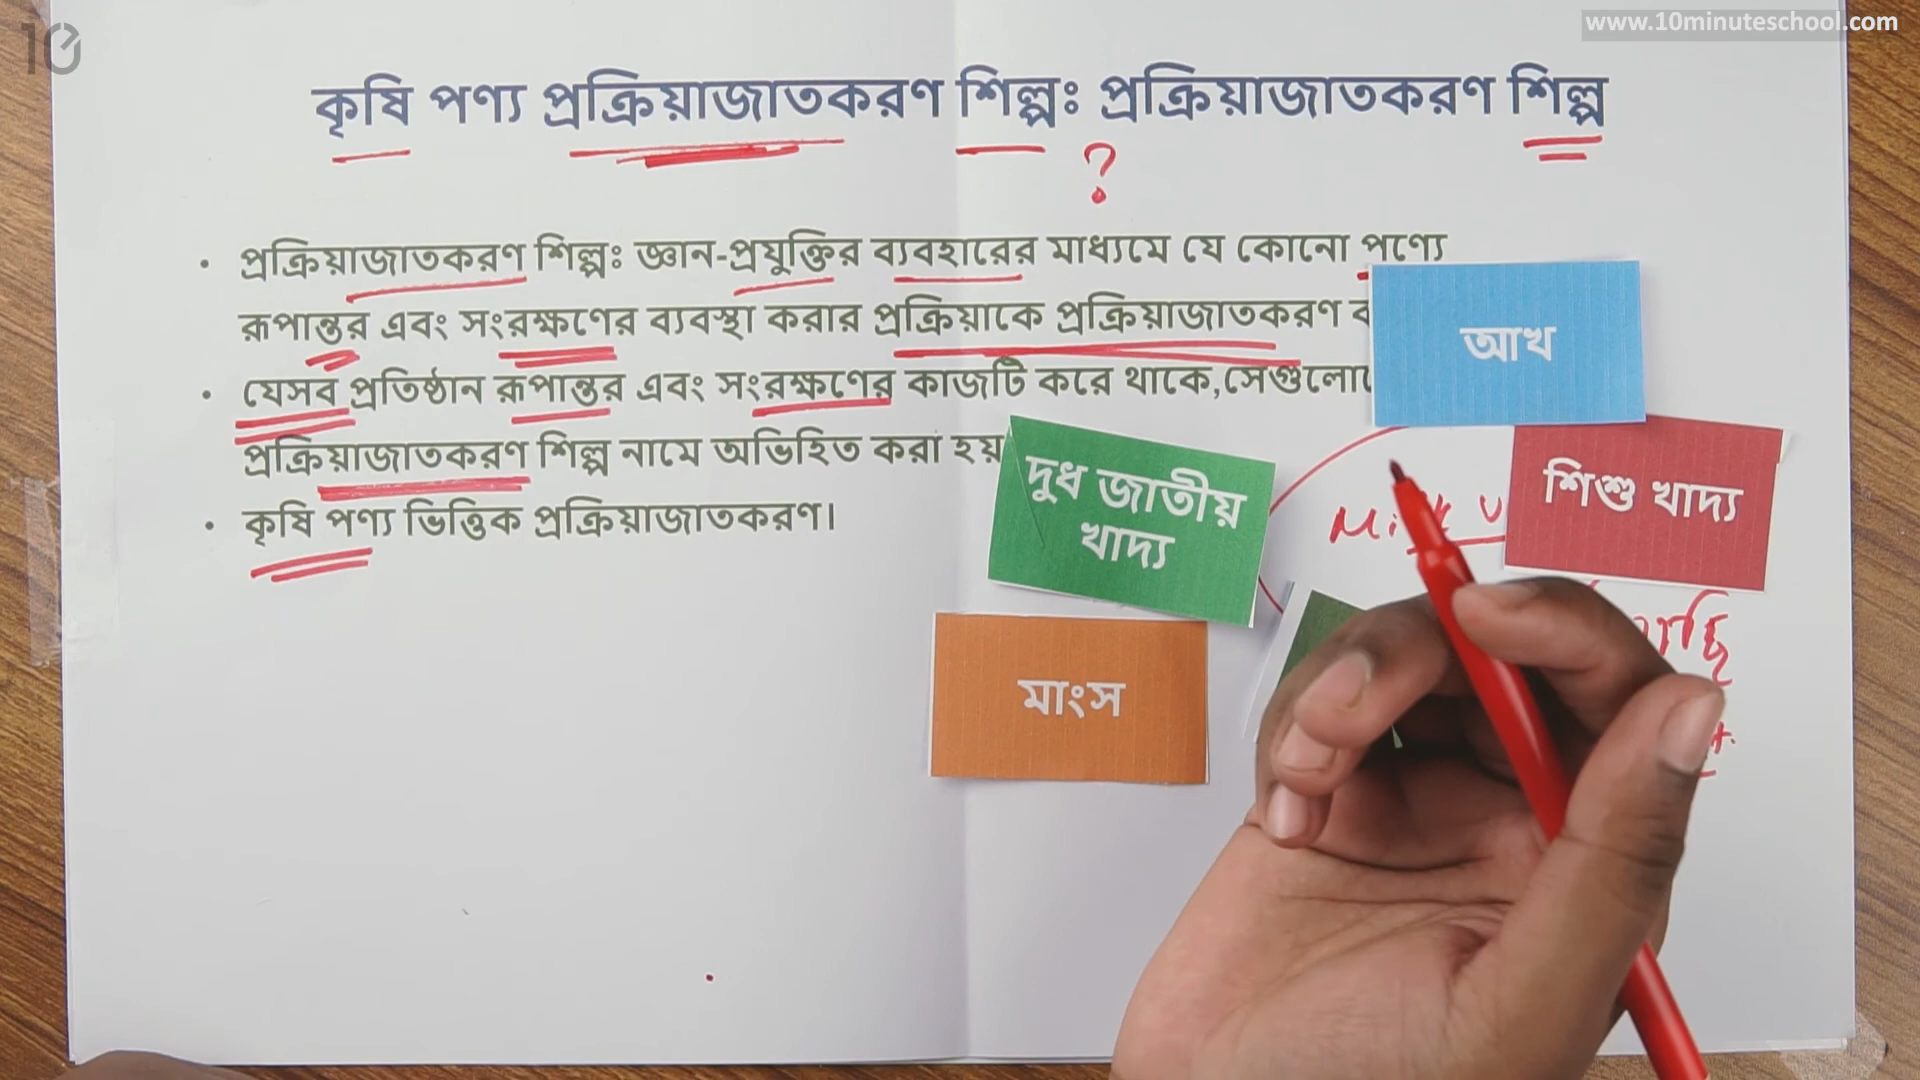 10
www.10minuteschool.com
কৃষি পণ্য প্রক্রিয়াজাতকরণ শিল্পঃ প্রক্রিয়াজাতকরণ শিল্প
?
• প্রক্রিয়াজাতকরণ শিল্পঃ জ্ঞান-প্রযুক্তির ব্যবহারের মাধ্যমে যে কোনো পণ্যে
রূপান্তর এবং সংরক্ষণের ব্যবস্থা করার প্রক্রিয়াকে প্রক্রিয়াজাতকরণ
• যেসব প্রতিষ্ঠান রূপান্তর এবং সংরক্ষণের কাজটি করে থাকে,
প্রক্রিয়াজাতকরণ শিল্প নামে অভিহিত করা হয়
• কৃষি পণ্য ভিত্তিক প্রক্রিয়াজাতকরণ।
আখ
দুধ জাতীয়
খাদ্য
শিশু খাদ্য
মাংস